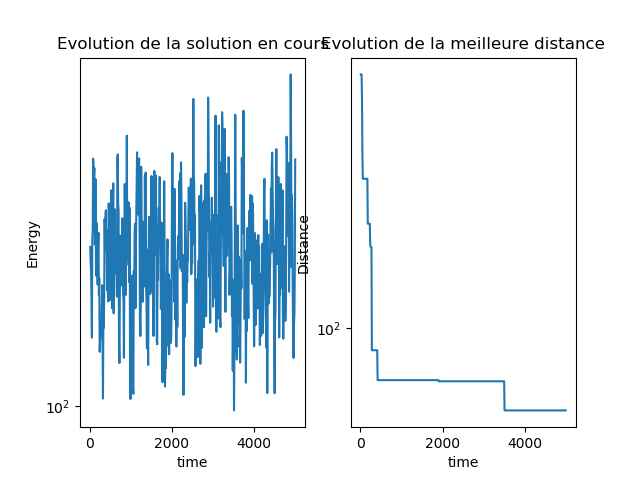 Evolution de la solution en cours
Evolution de la meilleure distance
Energy
10²
0 2000 4000
time
Distance
10²
0 2000 4000
time